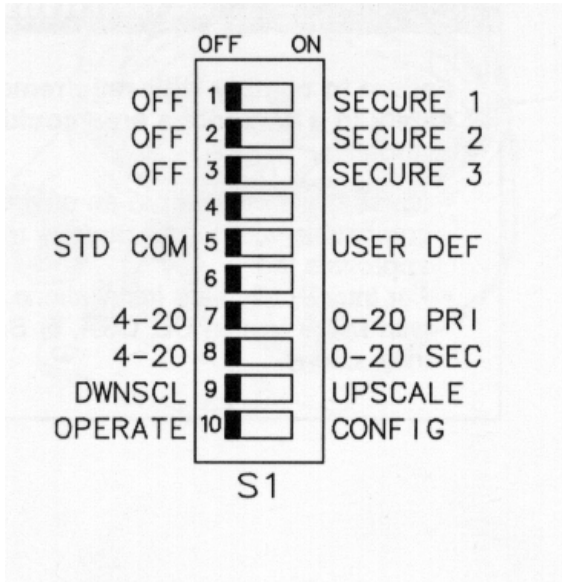 OFF ON
OFF 1 SECURE 1
OFF 2 SECURE 2
OFF 3 SECURE 3
4
STD COM 5 USER DEF
6
4-20 7 0-20 PRI
4-20 8 0-20 SEC
DWNSCL 9 UPSCALE
OPERATE 10 CONFIG
S1